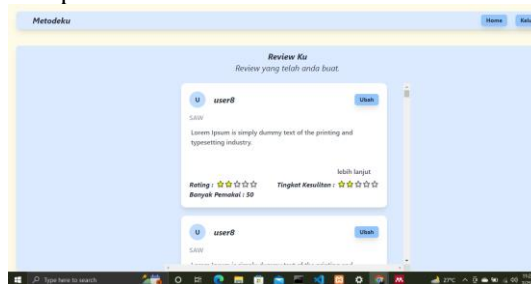 Metodeku
Home
Review Ku
Review yang telah anda buat.
U user8 Ubah
SAW
Lorem Ipsum is simply dummy text of the printing and
typesetting industry.
lebih lanjut
Rating : Tingkat Kesulitan :
Banyak Pemakai : 50
U user8 Ubah
SAW
Type here to search
27°C